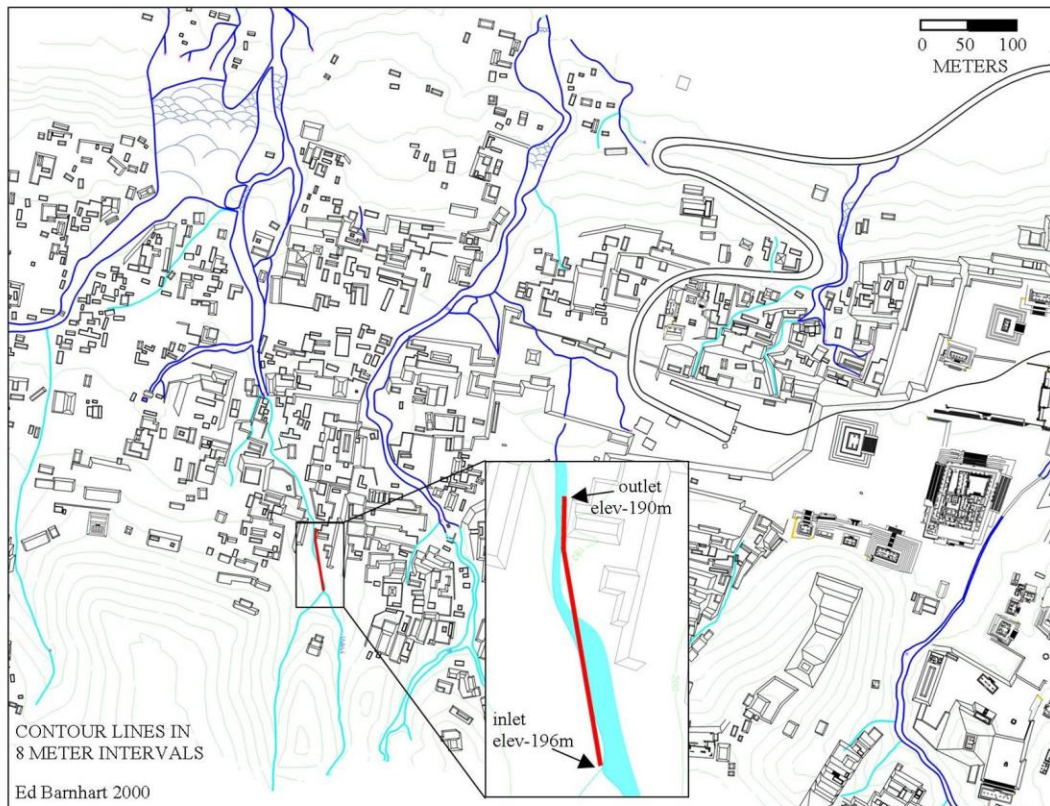 0 50 100
METERS
outlet
elev-190m
inlet
elev-196m
CONTOUR LINES IN
8 METER INTERVALS
Ed Barnhart 2000